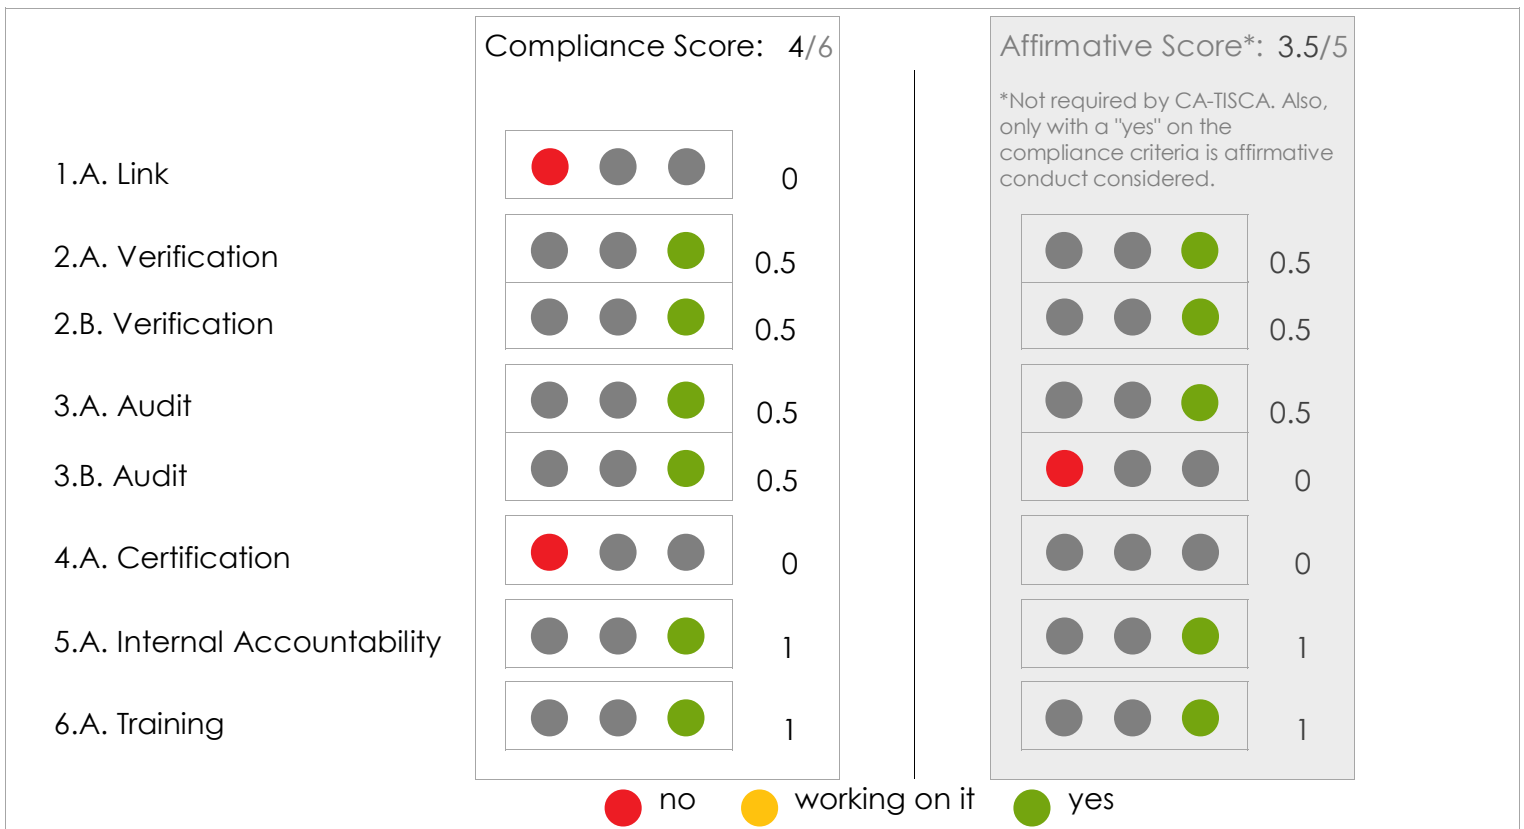 Compliance Score: 4/6
Affirmative Score*: 3.5/5
*Not required by CA-TISCA. Also,
only with a "yes" on the
compliance criteria is affirmative
conduct considered.
1.A. Link 0
2.A. Verification 0.5 0.5
2.B. Verification 0.5 0.5
3.A. Audit 0.5 0.5
3.B. Audit 0.5 0
4.A. Certification 0 0
5.A. Internal Accountability 1 1
6.A. Training 1 1
no working on it yes